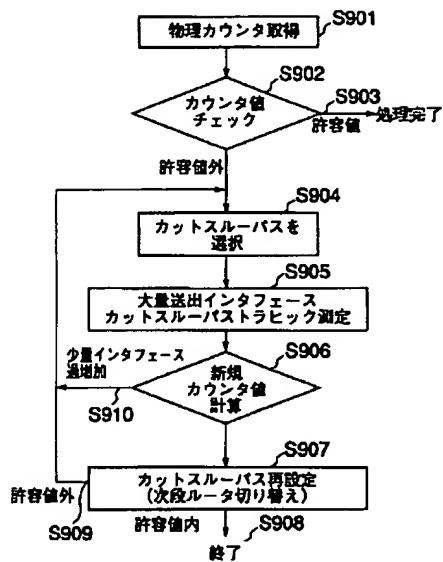 S901
物理カウンタ取得
S902
カウンタ値
チェック
S903
許容値
処理完了
許容値外
S904
カットスルーパスを
選択
S905
大量送出インタフェース
カットスルーパストラヒック測定
少量インタフェース
過増加
S906
新規
カウンタ値
計算
S910
S907
カットスルーパス再設定
(次段ルータ切り替え)
許容値外
S909
許容値内
S908
終了